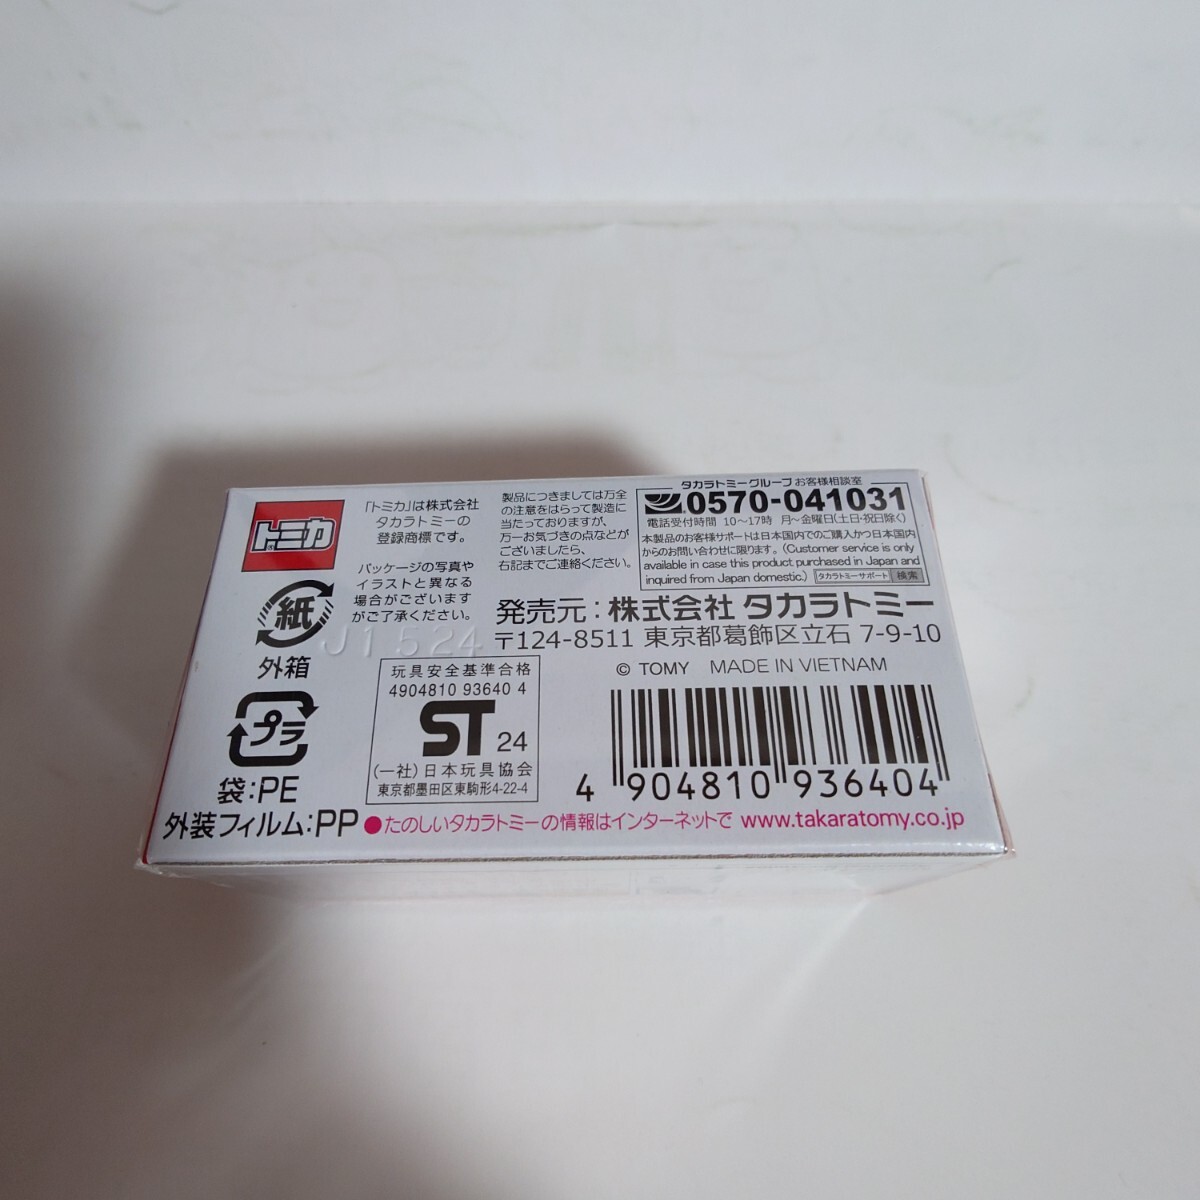 トミカ
「トミカ」は株式会社
タカラトミーの
登録商標です。
パッケージの写真や
イラストと異なる
場合がございます
がご了承ください。
紙
外箱
プラ
袋:PE
外装フィルム:PP
J1524
製品につきましては万全
の注意をはらって製造に
当たっておりますが、
万一お気づきの点などが
ございましたら、
右記までご連絡ください。
タカラトミーグループ お客様相談室
0570-041031
電話受付時間 10〜17時 月〜金曜日(土日・祝日除く)
本製品のお客様サポートは日本国内でのご購入かつ日本国内
からのお問い合わせに限ります。(Customer service is only
available in case this product purchased in Japan and
inquired from Japan domestic.) タカラトミーサポート 検索
発売元:株式会社 タカラトミー
〒124-8511 東京都葛飾区立石 7-9-10
© TOMY MADE IN VIETNAM
玩具安全基準合格
4904810 93640 4
ST 24
(一社)日本玩具協会
東京都墨田区東駒形4-22-4
4 904810 936404
●たのしいタカラトミーの情報はインターネットで www.takaratomy.co.jp